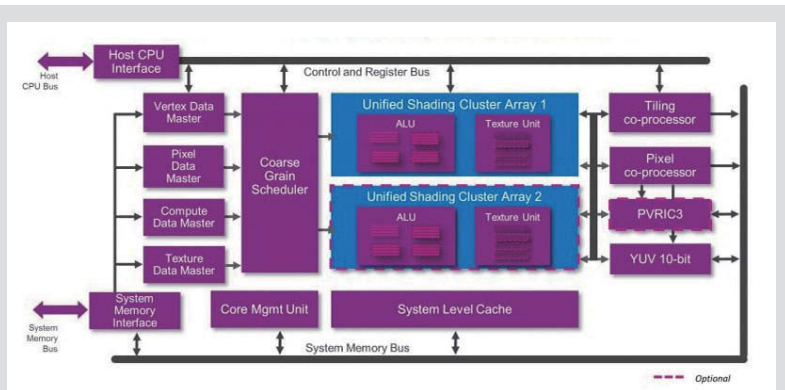 Host CPU
Interface
Host
CPU Bus
Control and Register Bus
Vertex Data
Master
Pixel
Data
Master
Compute
Data Master
Texture
Data Master
Coarse
Grain
Scheduler
Unified Shading Cluster Array 1
ALU
Texture Unit
Unified Shading Cluster Array 2
ALU
Texture Unit
Tiling
co-processor
Pixel
co-processor
PVRIC3
YUV 10-bit
System
Memory
Interface
System
Memory
Bus
Core Mgmt Unit
System Level Cache
System Memory Bus
Optional